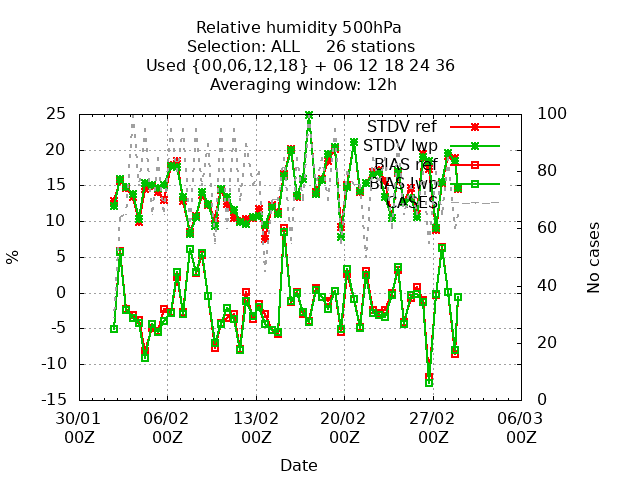 Relative humidity 500hPa
Selection: ALL 26 stations
Used {00,06,12,18} + 06 12 18 24 36
Averaging window: 12h
25 100
STDV ref
20 STDV lwp
BIAS ref 80
15 BIAS lwp
CASES
10 60
5
% No cases
0 40
-5
20
-10
-15 0
30/01 06/02 13/02 20/02 27/02 06/03
00Z 00Z 00Z 00Z 00Z 00Z
Date